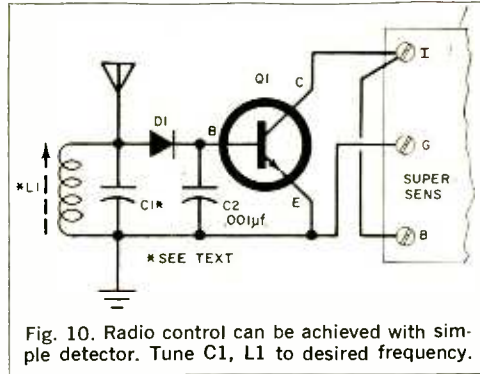 Q1
C
I
D1
B
G
*L1
C1*
C2
.001µf
E
SUPER
SENS
B
*SEE TEXT
Fig. 10. Radio control can be achieved with sim-
ple detector. Tune C1, L1 to desired frequency.